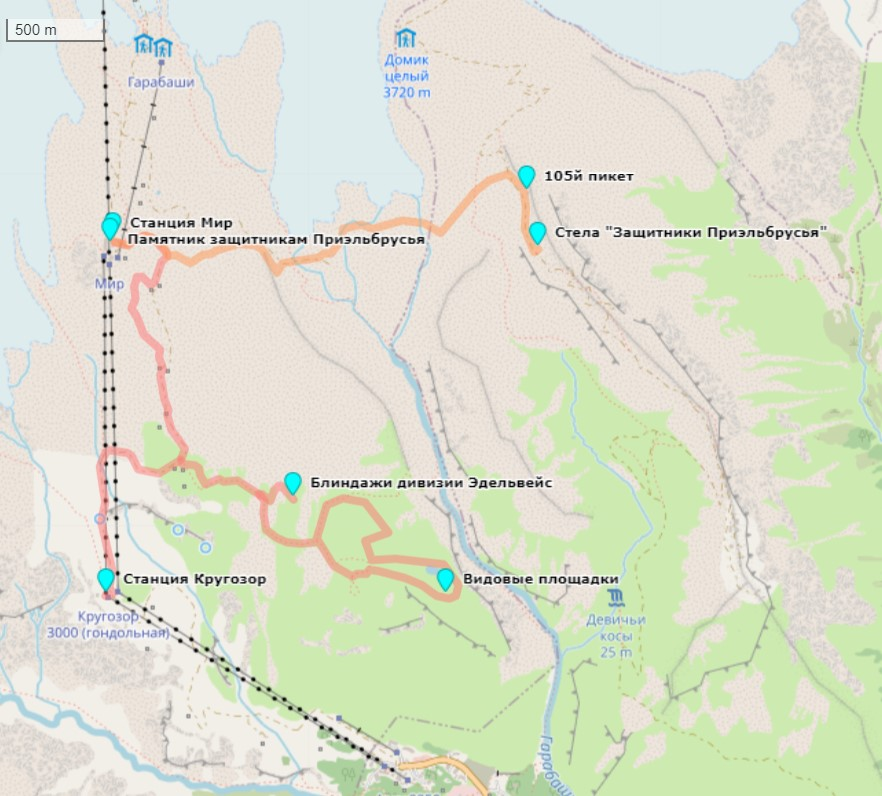 500 m
Гарабаши
Домик
целый
3720 m
105й пикет
Станция Мир
Памятник защитникам Приэльбрусья
Стела "Защитники Приэльбрусья"
Мир
Блиндажи дивизии Эдельвейс
Станция Кругозор
Видовые площадки
Кругозор
3000 (гондольная)
Девичьи
косы
25 m